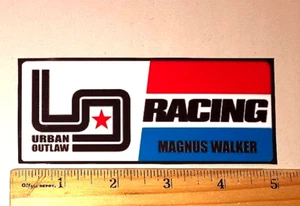 URBAN
OUTLAW
RACING
MAGNUS WALKER
1 2 3 4 5